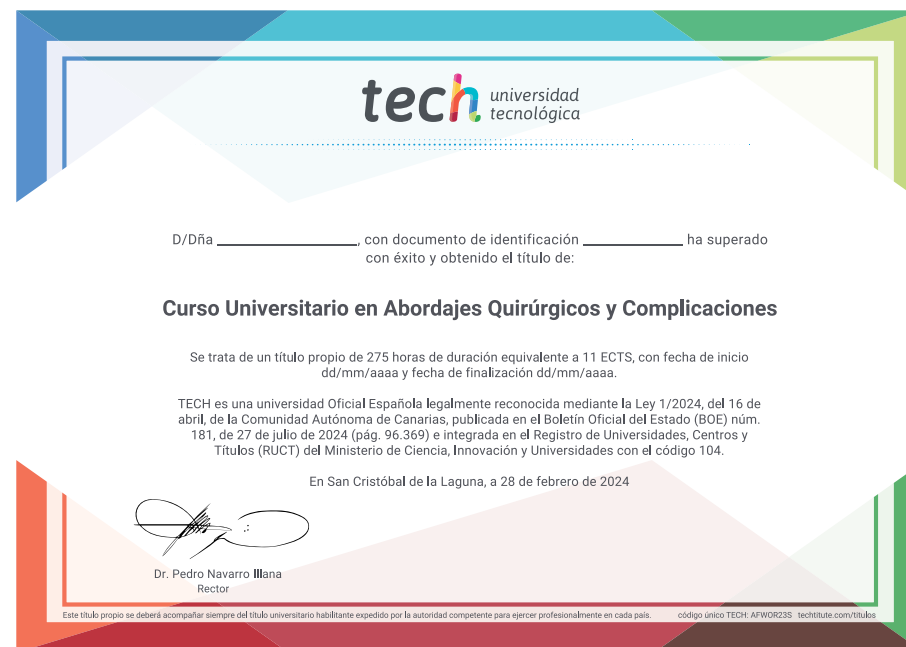 tech universidad
tecnológica
D/Dña ________________, con documento de identificación ____________ ha superado
con éxito y obtenido el título de:
Curso Universitario en Abordajes Quirúrgicos y Complicaciones
Se trata de un título propio de 275 horas de duración equivalente a 11 ECTS, con fecha de inicio
dd/mm/aaaa y fecha de finalización dd/mm/aaaa.
TECH es una universidad Oficial Española legalmente reconocida mediante la Ley 1/2024, del 16 de
abril, de la Comunidad Autónoma de Canarias, publicada en el Boletín Oficial del Estado (BOE) núm.
181, de 27 de julio de 2024 (pág. 96.369) e integrada en el Registro de Universidades, Centros y
Títulos (RUCT) del Ministerio de Ciencia, Innovación y Universidades con el código 104.
En San Cristóbal de la Laguna, a 28 de febrero de 2024
Dr. Pedro Navarro Illana
Rector
Este título propio se deberá acompañar siempre del título universitario habilitante expedido por la autoridad competente para ejercer profesionalmente en cada país. código único TECH: AFWOR23S techtitute.com/titulos